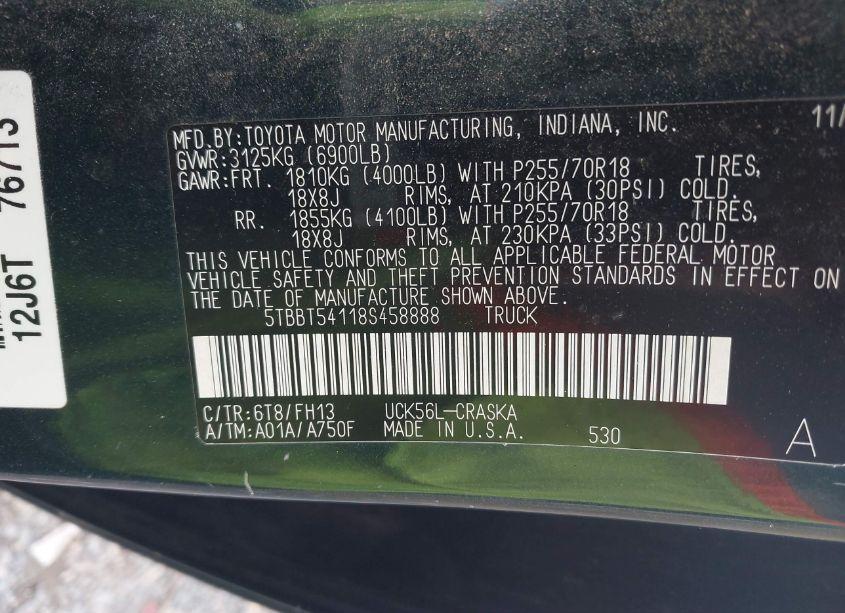 76713
12J6T
MFD.BY:TOYOTA MOTOR MANUFACTURING, INDIANA, INC. 11/
GVWR:3125KG (6900LB)
GAWR:FRT. 1810KG (4000LB) WITH P255/70R18 TIRES,
18X8J RIMS, AT 210KPA (30PSI) COLD.
RR. 1855KG (4100LB) WITH P255/70R18 TIRES,
18X8J RIMS, AT 230KPA (33PSI) COLD.
THIS VEHICLE CONFORMS TO ALL APPLICABLE FEDERAL MOTOR
VEHICLE SAFETY AND THEFT PREVENTION STANDARDS IN EFFECT ON
THE DATE OF MANUFACTURE SHOWN ABOVE.
5TBBT54118S458888 TRUCK
C/TR:6T8/FH13 UCK56L-CRASKA
A/TM:A01A/A750F MADE IN U.S.A. 530 A